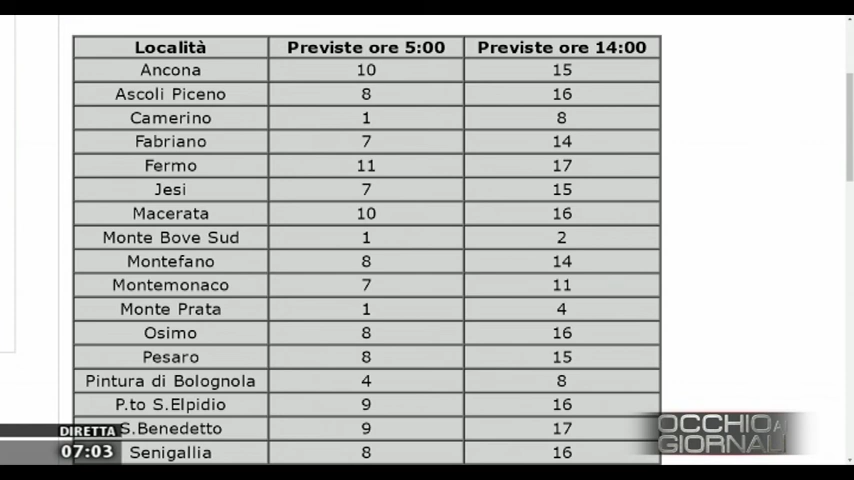 Località Previste ore 5:00 Previste ore 14:00
Ancona 10 15
Ascoli Piceno 8 16
Camerino 1 8
Fabriano 7 14
Fermo 11 17
Jesi 7 15
Macerata 10 16
Monte Bove Sud 1 2
Montefano 8 14
Montemonaco 7 11
Monte Prata 1 4
Osimo 8 16
Pesaro 8 15
Pintura di Bolognola 4 8
P.to S.Elpidio 9 16
S.Benedetto 9 17
Senigallia 8 16
DIRETTA
07:03
OCCHIO AI
GIORNALI